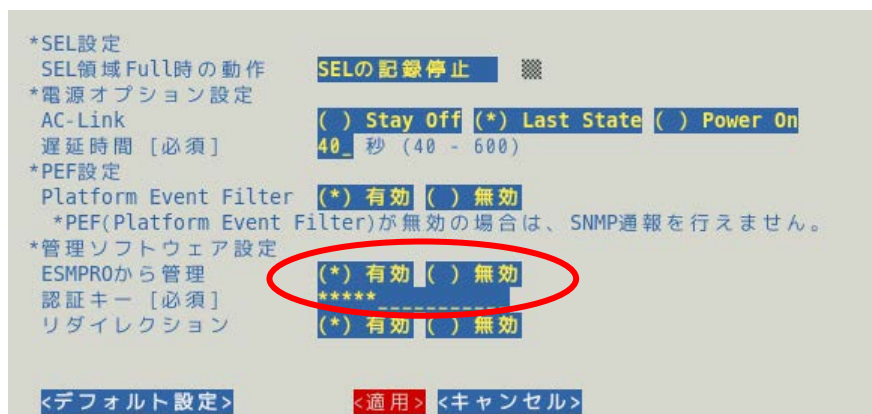 *SEL設定
SEL領域Full時の動作 SELの記録停止
*電源オプション設定
AC-Link ( ) Stay Off (*) Last State ( ) Power On
遅延時間 [必須] 40_ 秒 (40 - 600)
*PEF設定
Platform Event Filter (*) 有効 ( ) 無効
*PEF(Platform Event Filter)が無効の場合は、SNMP通報を行えません。
*管理ソフトウェア設定
ESMPROから管理 (*) 有効 ( ) 無効
認証キー [必須] *****___________
リダイレクション (*) 有効 ( ) 無効
<デフォルト設定> <適用> <キャンセル>